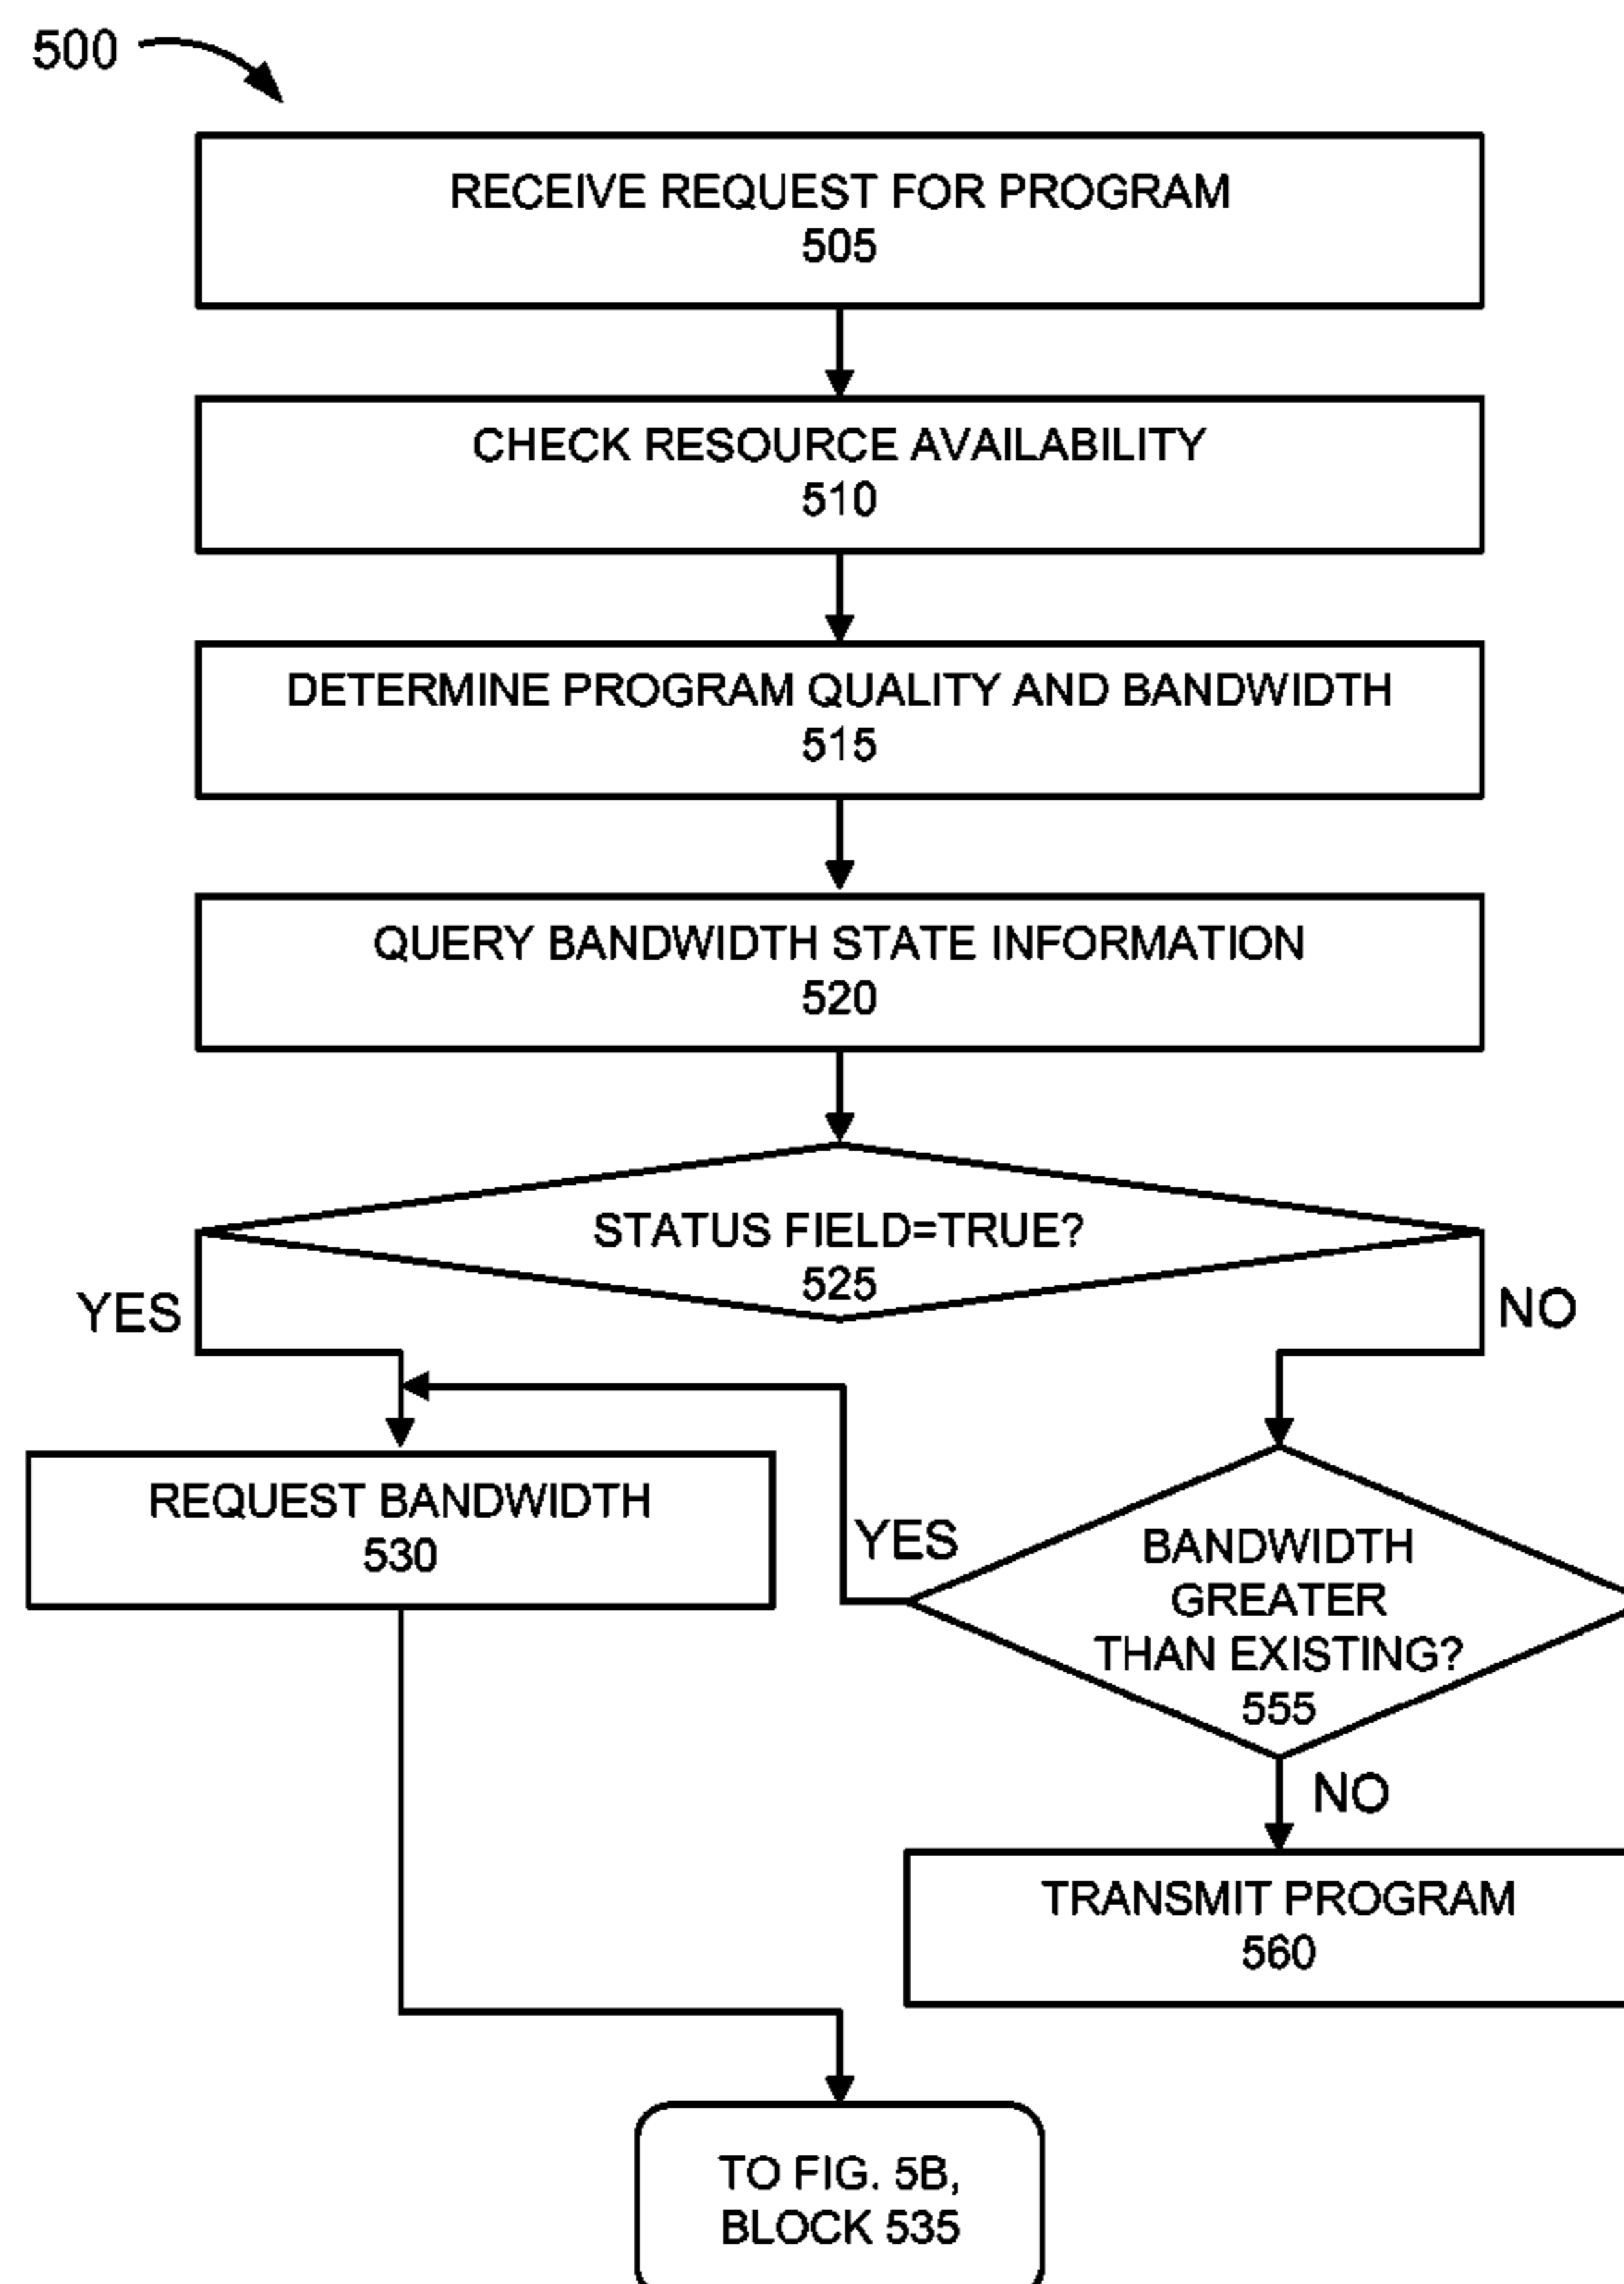 500
RECEIVE REQUEST FOR PROGRAM
505
CHECK RESOURCE AVAILABILITY
510
DETERMINE PROGRAM QUALITY AND BANDWIDTH
515
QUERY BANDWIDTH STATE INFORMATION
520
STATUS FIELD=TRUE?
525
YES
NO
REQUEST BANDWIDTH
530
YES
BANDWIDTH
GREATER
THAN EXISTING?
555
NO
TRANSMIT PROGRAM
560
TO FIG. 5B,
BLOCK 535